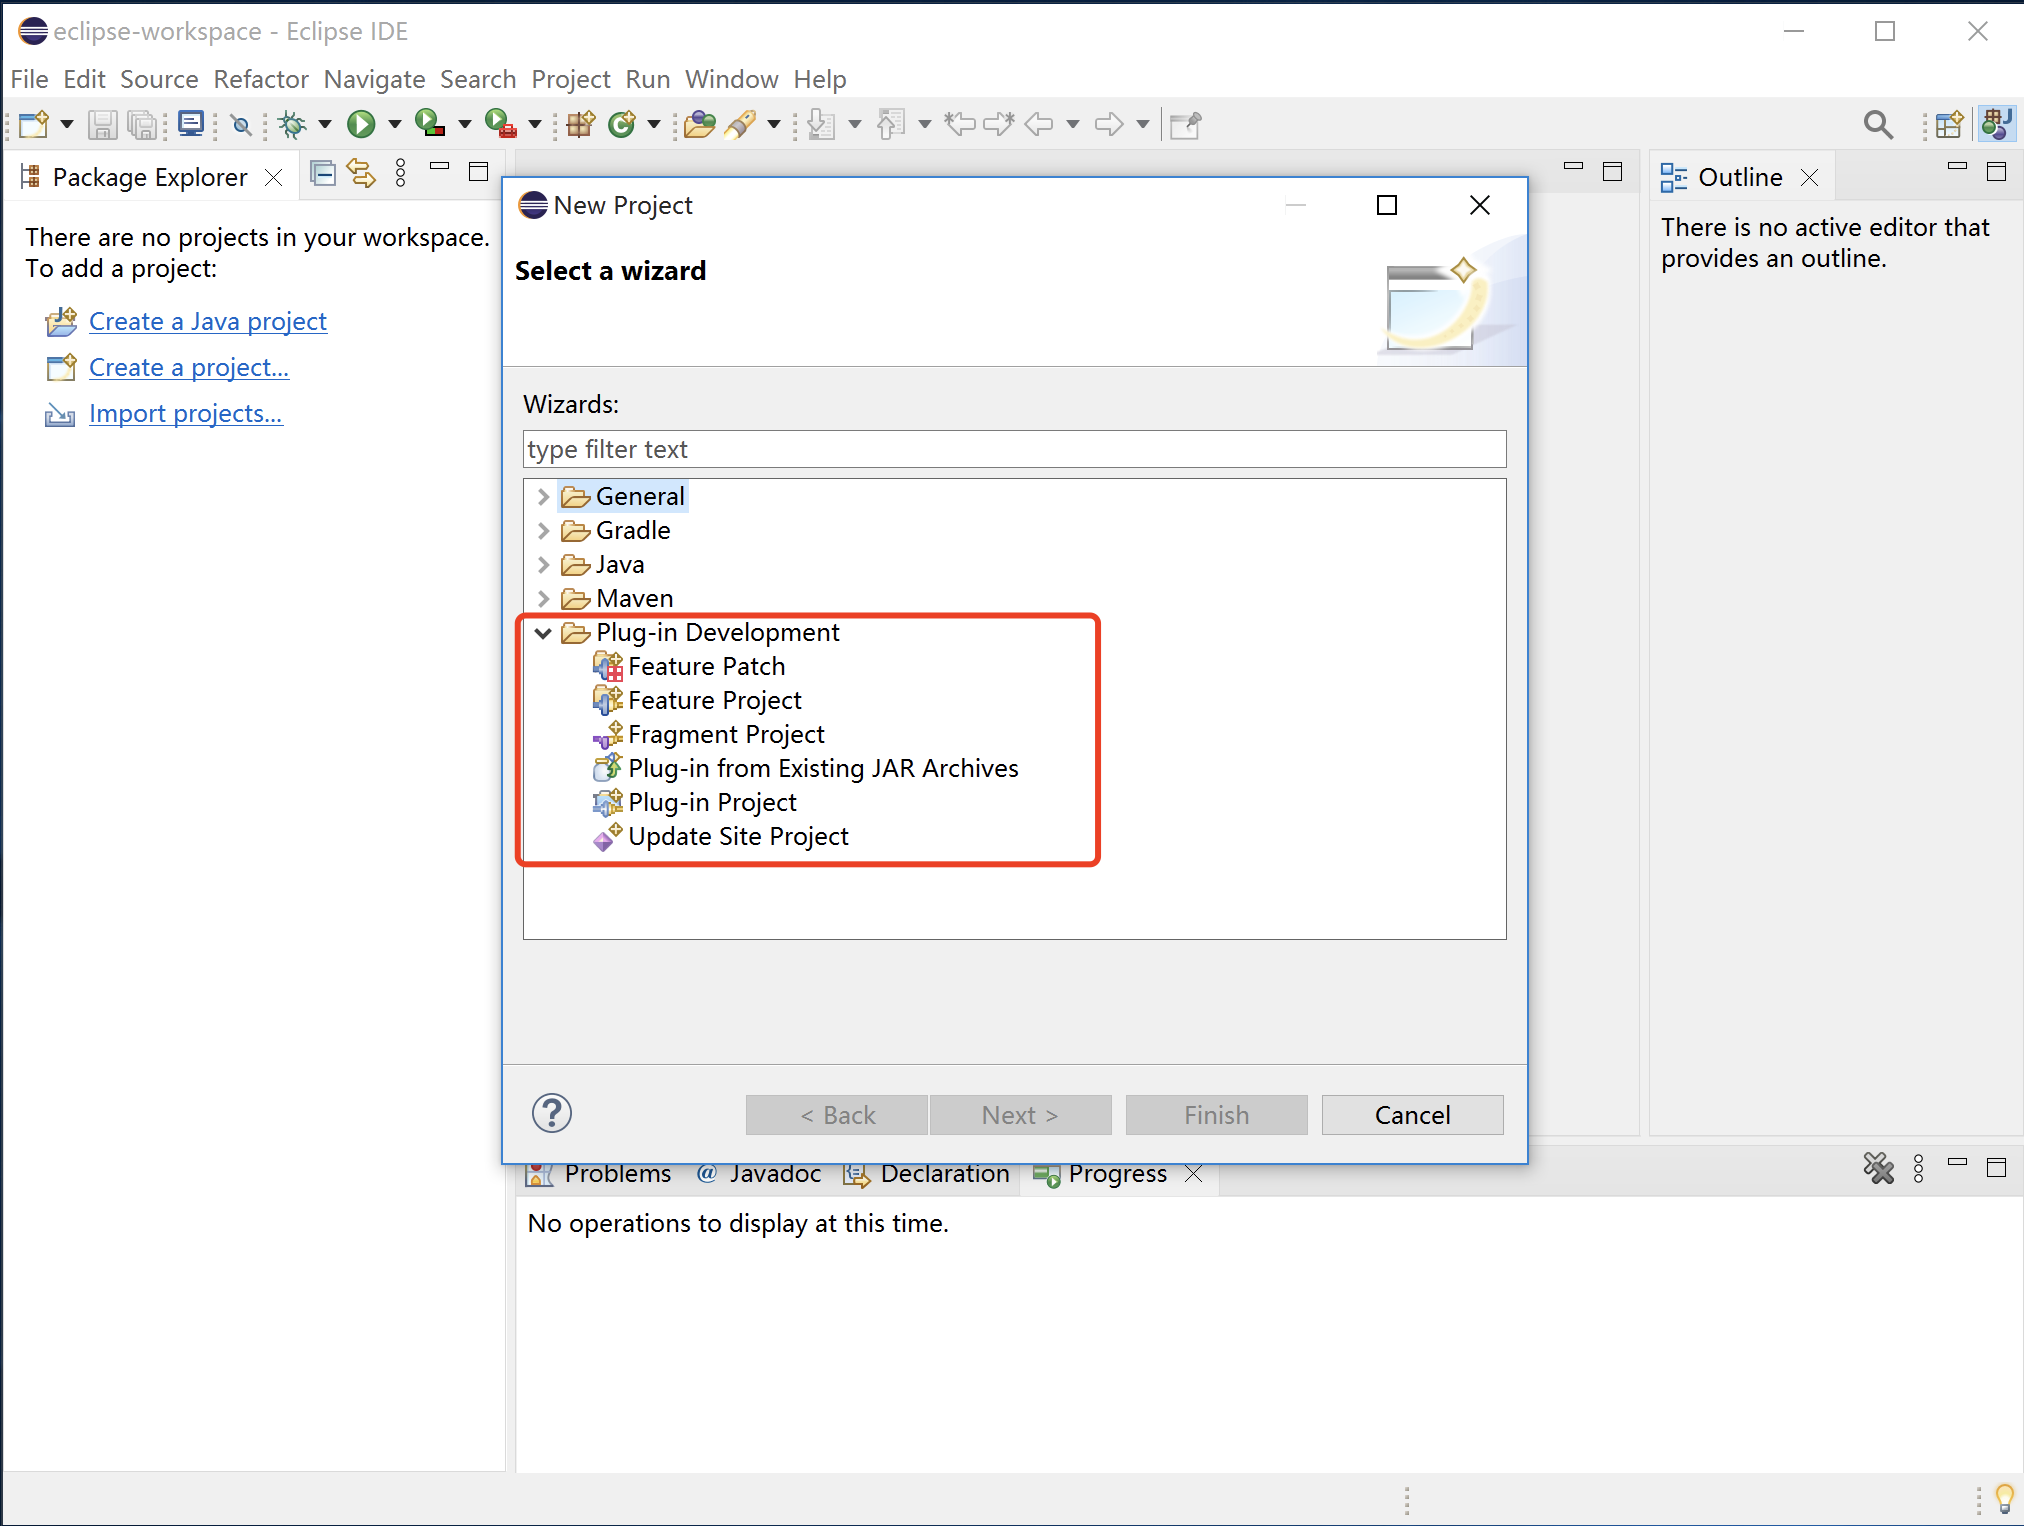 eclipse-workspace - Eclipse IDE
File Edit Source Refactor Navigate Search Project Run Window Help
Package Explorer
There are no projects in your workspace.
To add a project:
Create a Java project
Create a project...
Import projects...
New Project
Select a wizard
Wizards:
type filter text
General
Gradle
Java
Maven
Plug-in Development
Feature Patch
Feature Project
Fragment Project
Plug-in from Existing JAR Archives
Plug-in Project
Update Site Project
< Back
Next >
Finish
Cancel
Outline
There is no active editor that
provides an outline.
Problems @ Javadoc Declaration Progress
No operations to display at this time.